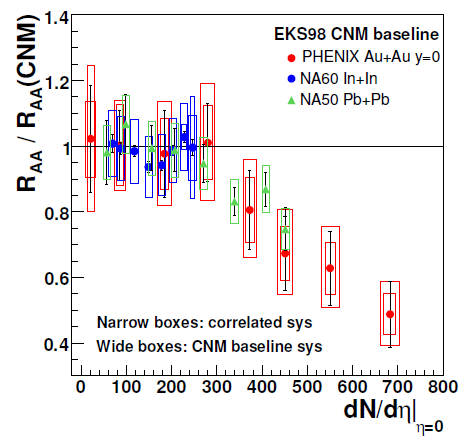 R_AA / R_AA(CNM)
1.4
1.2
1
0.8
0.6
0.4
EKS98 CNM baseline
PHENIX Au+Au y=0
NA60 In+In
NA50 Pb+Pb
Narrow boxes: correlated sys
Wide boxes: CNM baseline sys
0 100 200 300 400 500 600 700 800
dN/dη|η=0